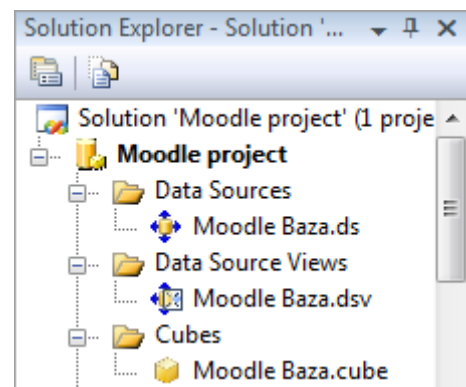 Solution Explorer - Solution '...
Solution 'Moodle project' (1 proje
Moodle project
Data Sources
Moodle Baza.ds
Data Source Views
Moodle Baza.dsv
Cubes
Moodle Baza.cube